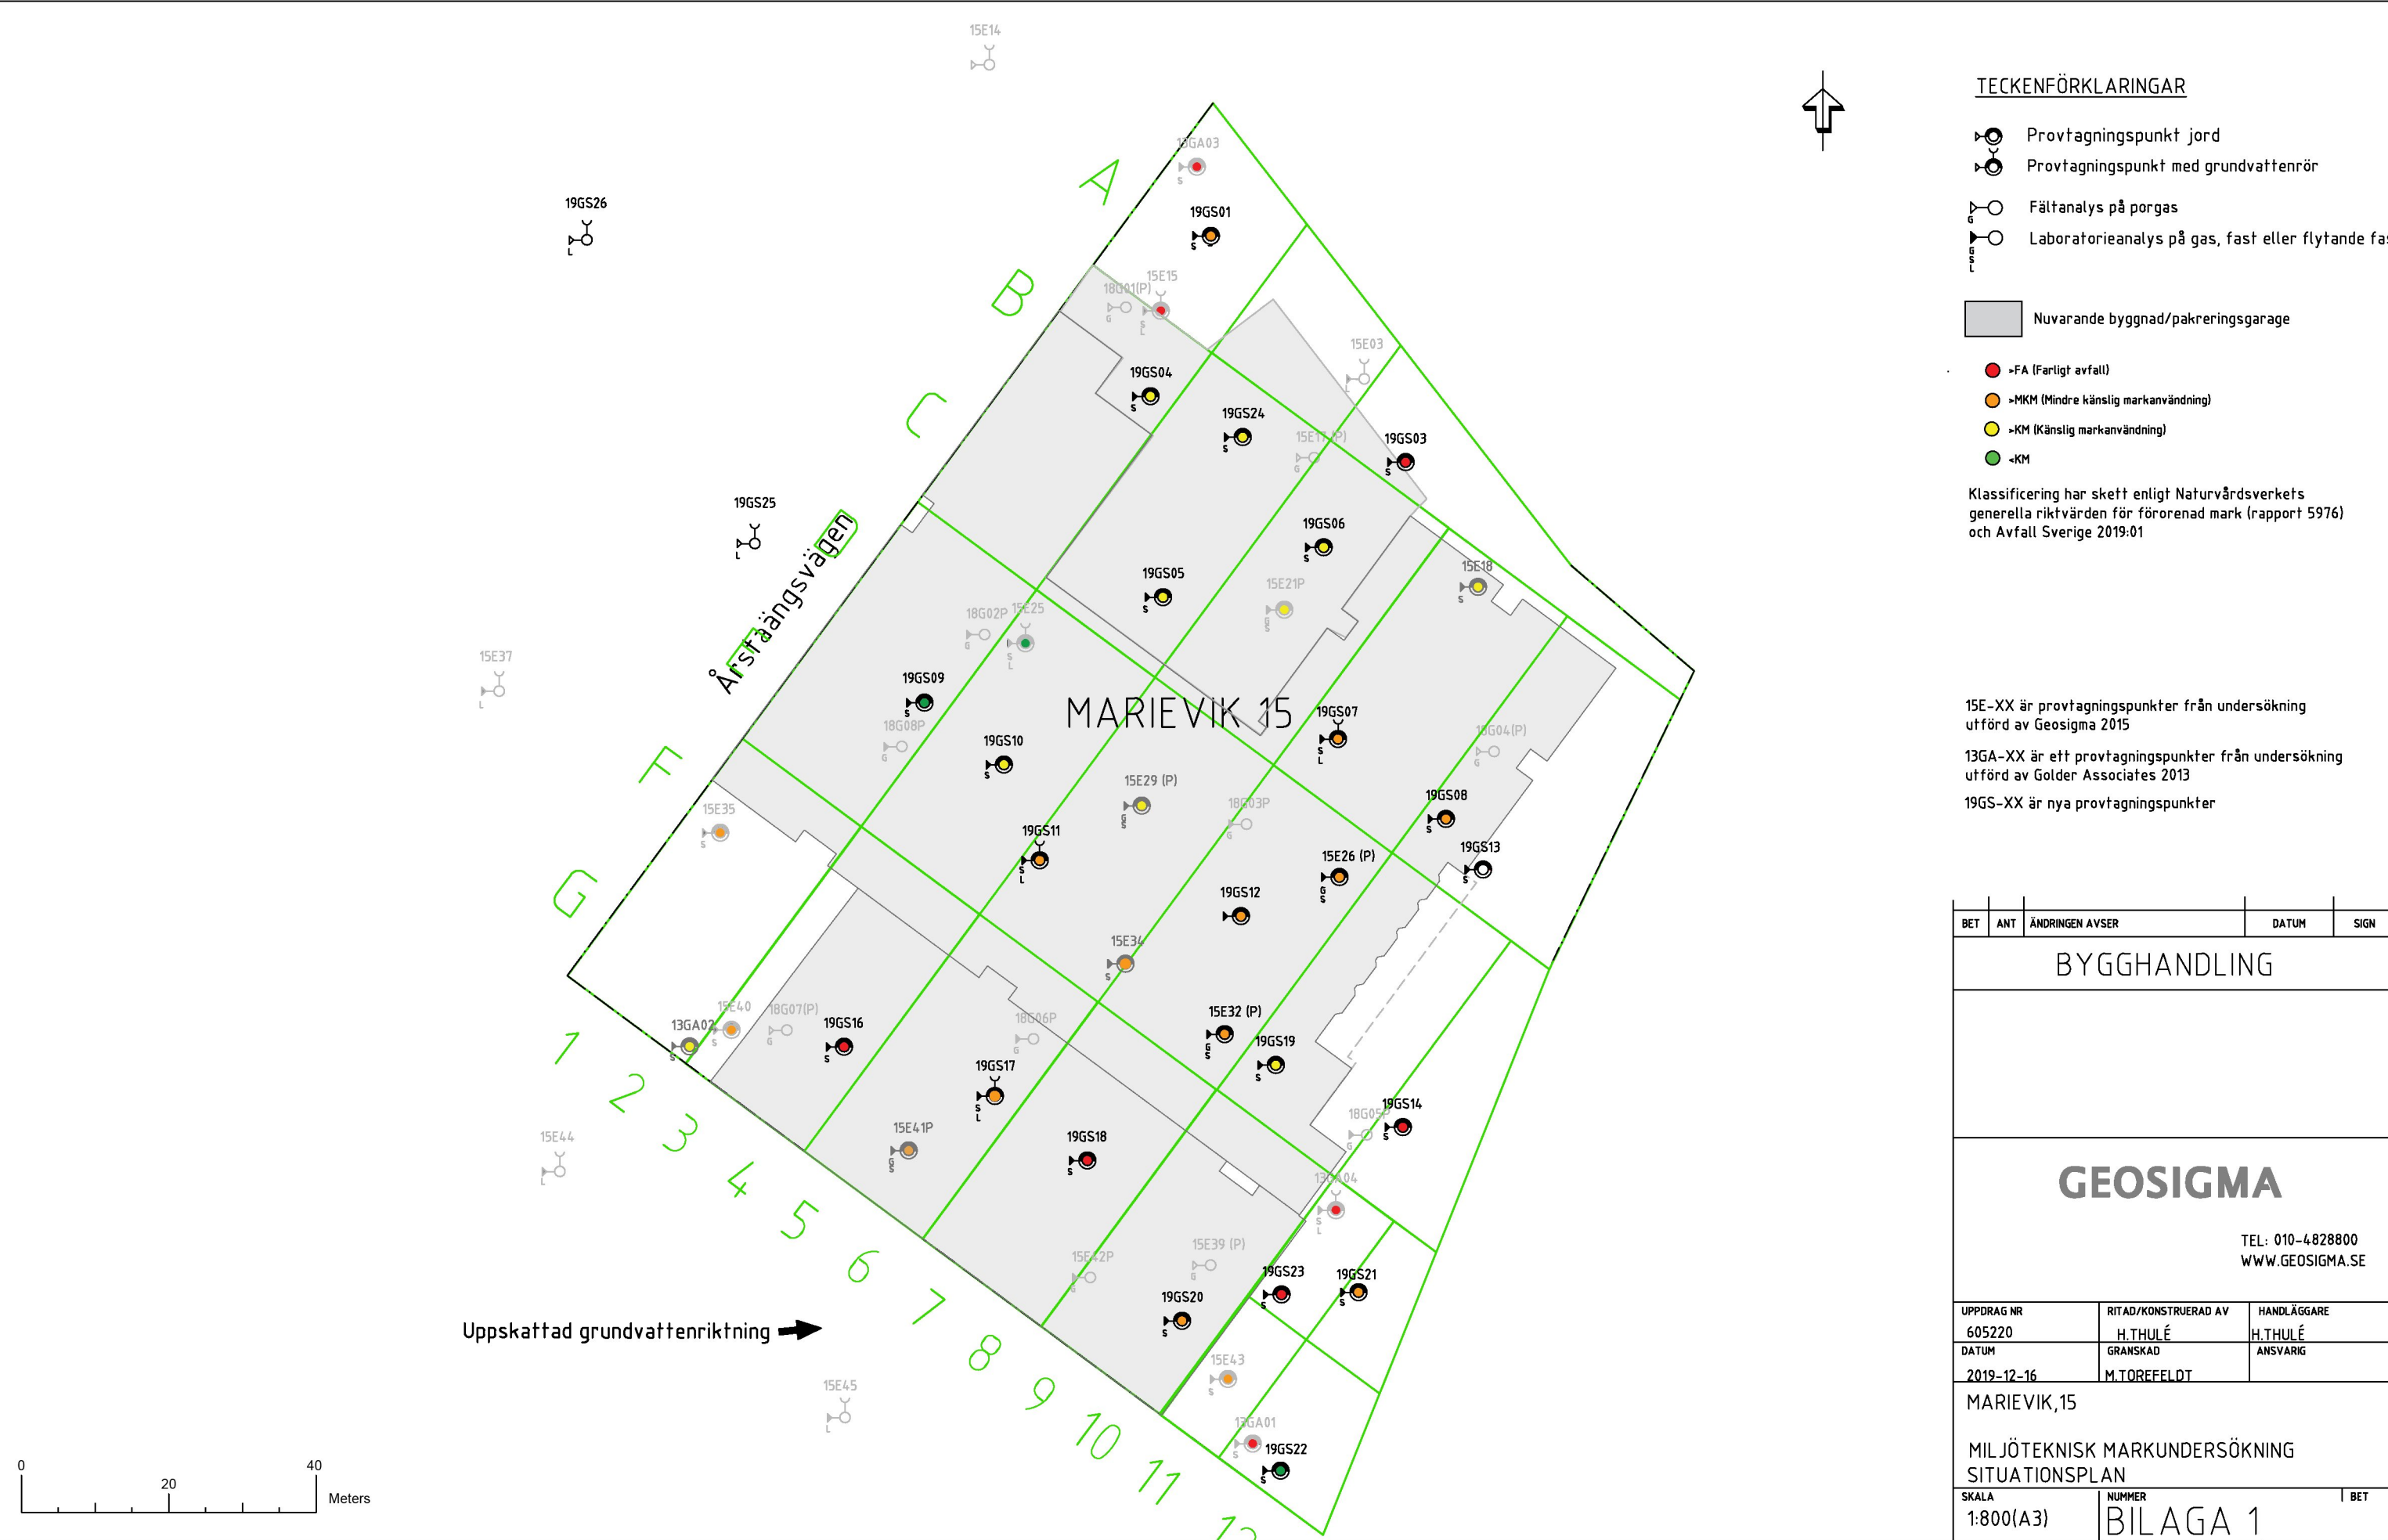 15E14
TECKENFÖRKLARINGAR
Provtagningspunkt jord
Provtagningspunkt med grundvattenrör
G
Fältanalys på porgas
G
S
L
Laboratorieanalys på gas, fast eller flytande fas
Nuvarande byggnad/pakreringsgarage
>FA (Farligt avfall)
>MKM (Mindre känslig markanvändning)
>KM (Känslig markanvändning)
<KM
Klassificering har skett enligt Naturvårdsverkets
generella riktvärden för förorenad mark (rapport 5976)
och Avfall Sverige 2019:01
15E-XX är provtagningspunkter från undersökning
utförd av Geosigma 2015
13GA-XX är ett provtagningspunkter från undersökning
utförd av Golder Associates 2013
19GS-XX är nya provtagningspunkter
A
B
C
F
G
1
2
3
4
5
6
7
8
9
10
11
12
13GA03
S
19GS26
L
19GS01
S
18G01(P)
G
15E15
S
L
15E03
L
19GS04
S
19GS24
S
15E17 (P)
G
19GS03
S
19GS25
L
Årstaängsvägen
19GS06
S
19GS05
S
15E21P
G
S
15E18
S
18G02P
G
15E25
S
L
15E37
L
19GS09
S
MARIEVIK 15
19GS07
S
L
18G04(P)
G
18G08P
G
19GS10
S
15E29 (P)
G
S
18G03P
G
19GS08
S
15E35
S
19GS11
S
L
19GS13
S
15E26 (P)
G
S
19GS12
15E34
S
15E40
S
13GA02
S
18G07(P)
G
19GS16
S
18G06P
G
15E32 (P)
G
S
19GS19
S
19GS17
S
L
19GS14
S
18G05P
G
15E41P
G
S
15E44
L
19GS18
S
13GA04
S
L
15E42P
G
15E39 (P)
G
19GS23
S
19GS21
S
19GS20
S
Uppskattad grundvattenriktning
15E43
S
15E45
L
13GA01
S
19GS22
S
0
20
40
Meters
BET ANT ÄNDRINGEN AVSER DATUM SIGN
BYGGHANDLING
GEOSIGMA
TEL: 010-4828800
WWW.GEOSIGMA.SE
UPPDRAG NR RITAD/KONSTRUERAD AV HANDLÄGGARE
605220 H.THULÉ H.THULÉ
DATUM GRANSKAD ANSVARIG
2019-12-16 M.TOREFELDT
MARIEVIK,15
MILJÖTEKNISK MARKUNDERSÖKNING
SITUATIONSPLAN
SKALA NUMMER BET
1:800(A3) BILAGA 1